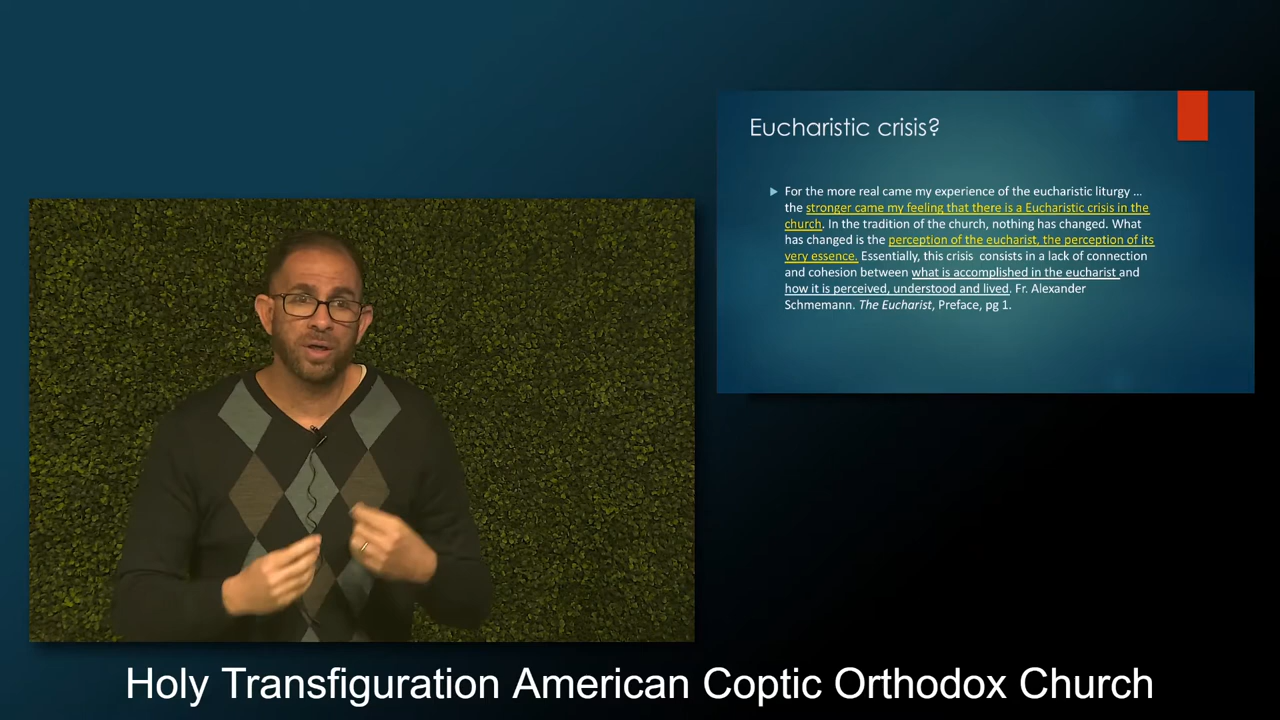 Eucharistic crisis?
For the more real came my experience of the eucharistic liturgy ...
the stronger came my feeling that there is a Eucharistic crisis in the
church. In the tradition of the church, nothing has changed. What
has changed is the perception of the eucharist, the perception of its
very essence. Essentially, this crisis consists in a lack of connection
and cohesion between what is accomplished in the eucharist and
how it is perceived, understood and lived. Fr. Alexander
Schmemann. The Eucharist, Preface, pg 1.
Holy Transfiguration American Coptic Orthodox Church